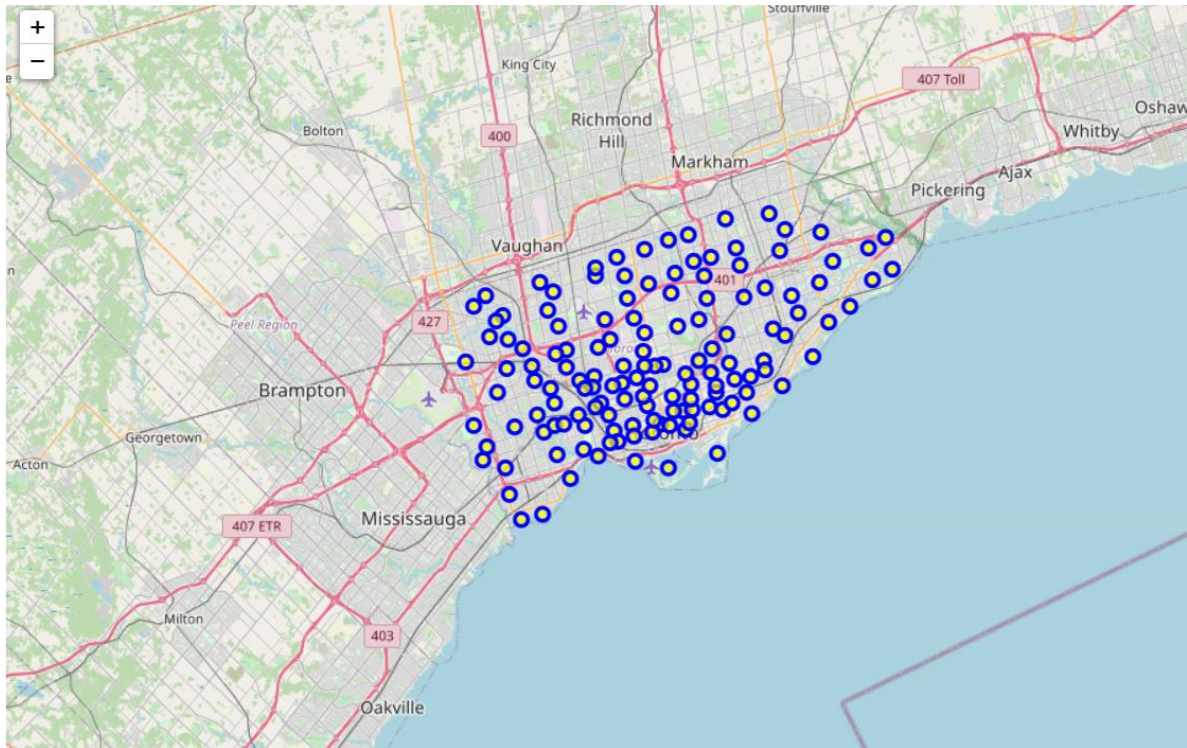 +
−
Stouffville
King City
407 Toll
Oshaw
Richmond
Hill
Bolton
400
Whitby
Markham
Ajax
Pickering
Vaughan
401
Peel Region
427
Brampton
Georgetown
Acton
Mississauga
407 ETR
Milton
403
Oakville